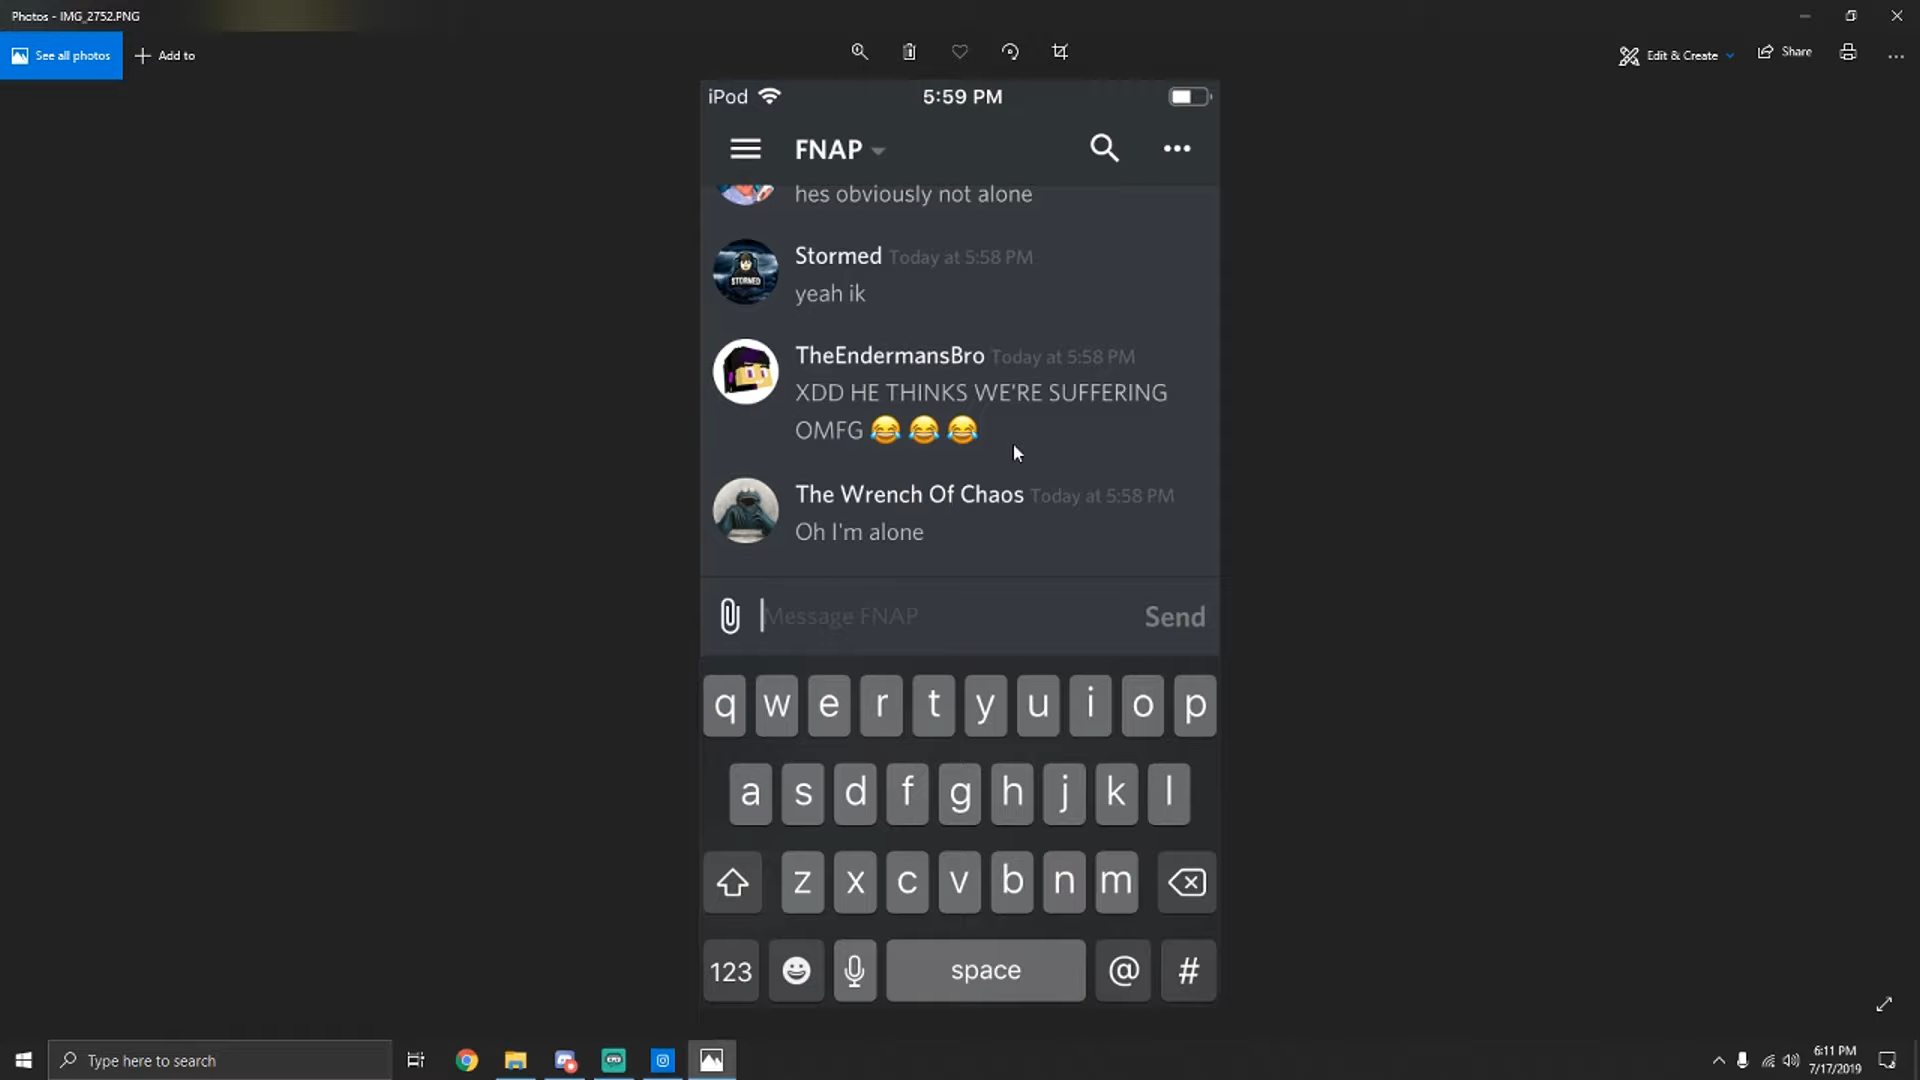 Photos - IMG_2752.PNG
See all photos
Add to
Edit & Create
Share
iPod
5:59 PM
FNAP
hes obviously not alone
Stormed Today at 5:58 PM
STORMED
yeah ik
TheEndermansBro Today at 5:58 PM
XDD HE THINKS WE'RE SUFFERING
OMFG 😂 😂 😂
The Wrench Of Chaos Today at 5:58 PM
Oh I'm alone
Message FNAP
Send
q w e r t y u i o p
a s d f g h j k l
z x c v b n m
123 space @ #
Type here to search
6:11 PM
7/17/2019